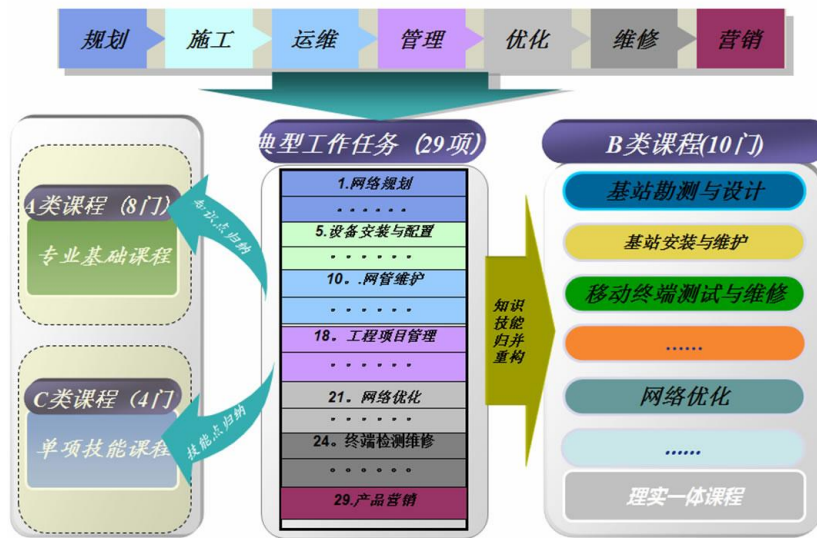 规划
施工
运维
管理
优化
维修
营销
A类课程（8门）
专业基础课程
C类课程（4门
单项技能课程
知识点归纳
技能点归纳
典型工作任务（29项）
1.网络规划
。。。。。。
5.设备安装与配置
。。。。。。
10。.网管维护
。。。。。。
18。工程项目管理
。。。。。。
21。网络优化
。。。。。。
24。终端检测维修
。。。。。。
29.产品营销
知识
技能
归并
重构
B类课程(10门)
基站勘测与设计
基站安装与维护
移动终端测试与维修
……
网络优化
……
理实一体课程